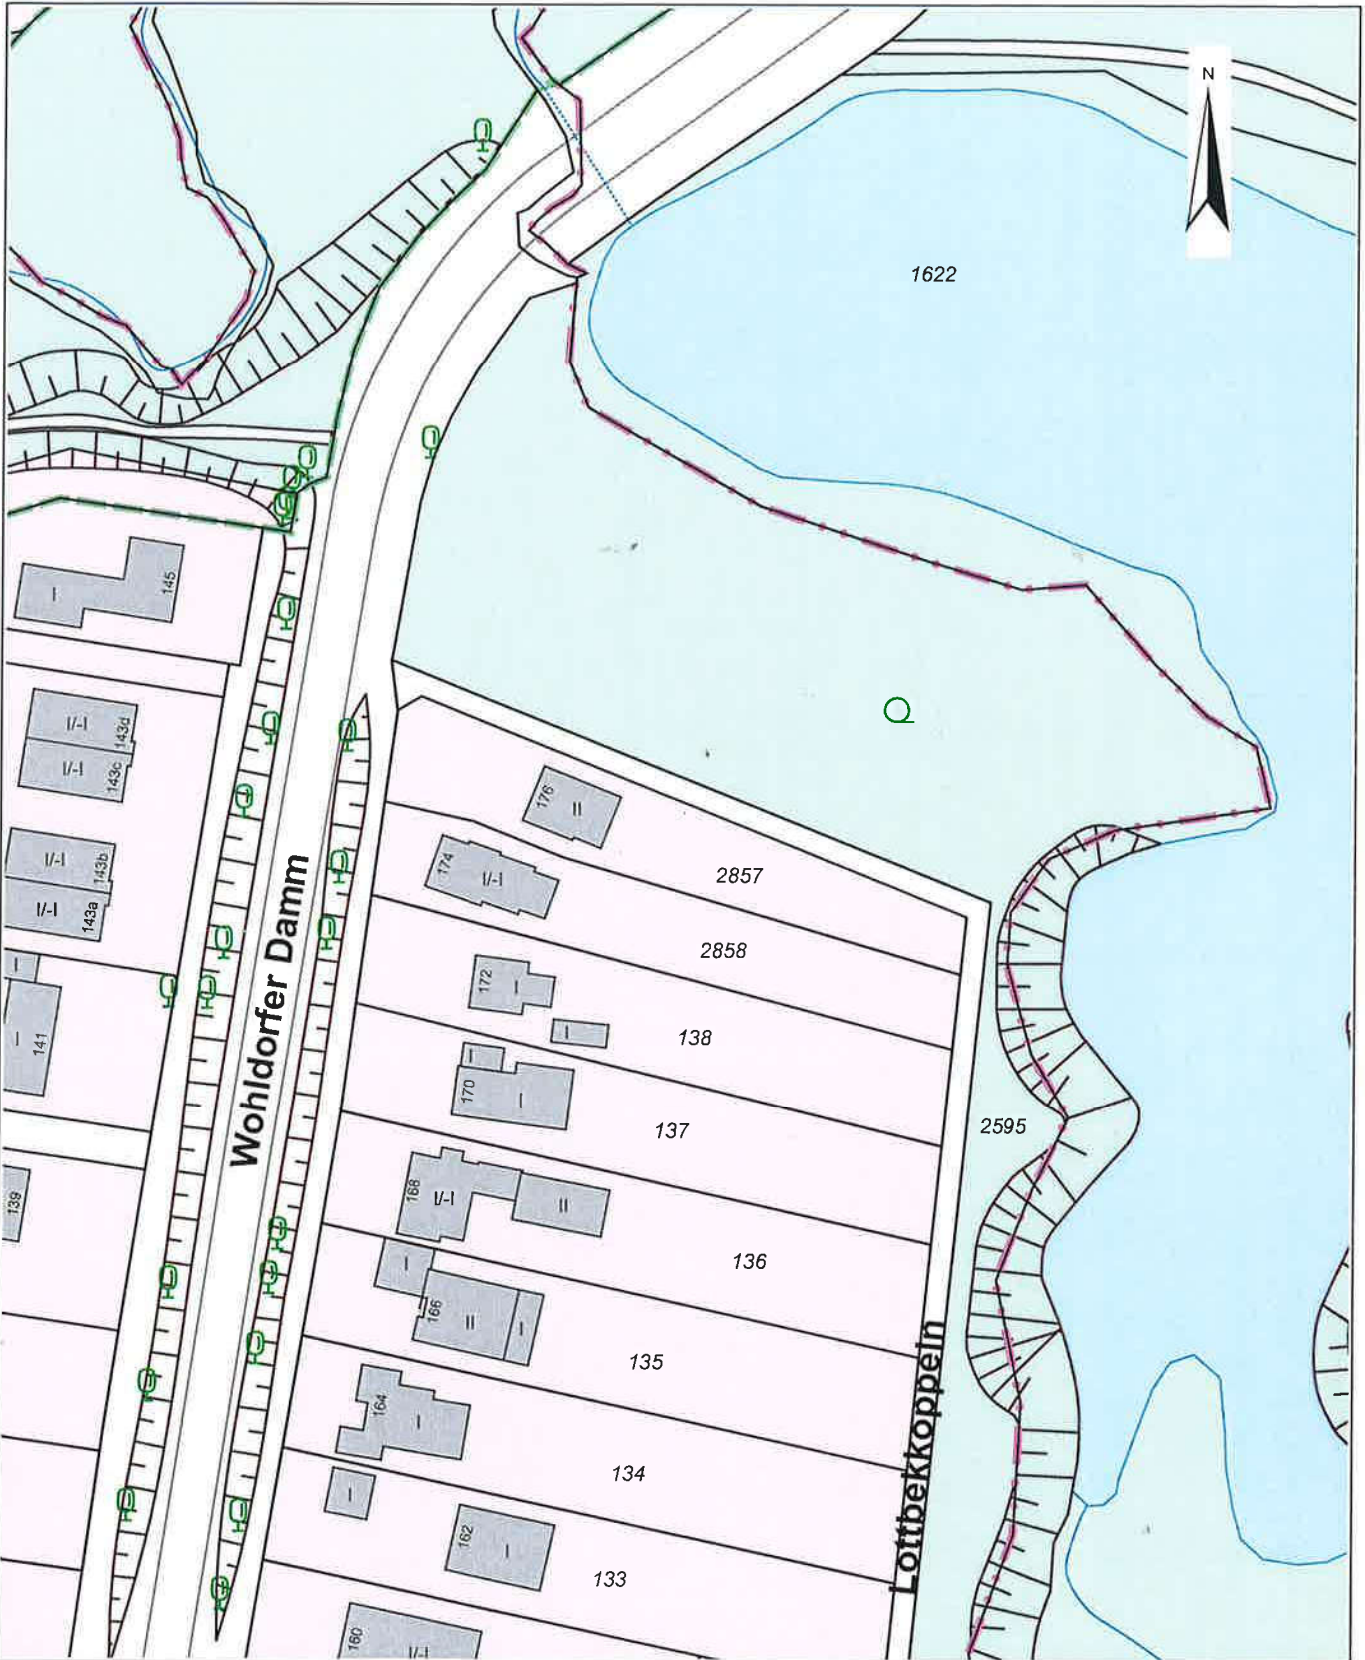 N
1622
145
I
143d
I/-I
143c
I/-I
176
II
143b
I/-I
174
I/-I
2857
143a
I/-I
2858
I
172
I
141
I
I
138
I
170
I
137
Wohldorfer Damm
2595
168
I/-I
139
II
136
I
166
II
I
135
Lottbekkoppeln
164
I
134
I
162
I
133
160
I/-I